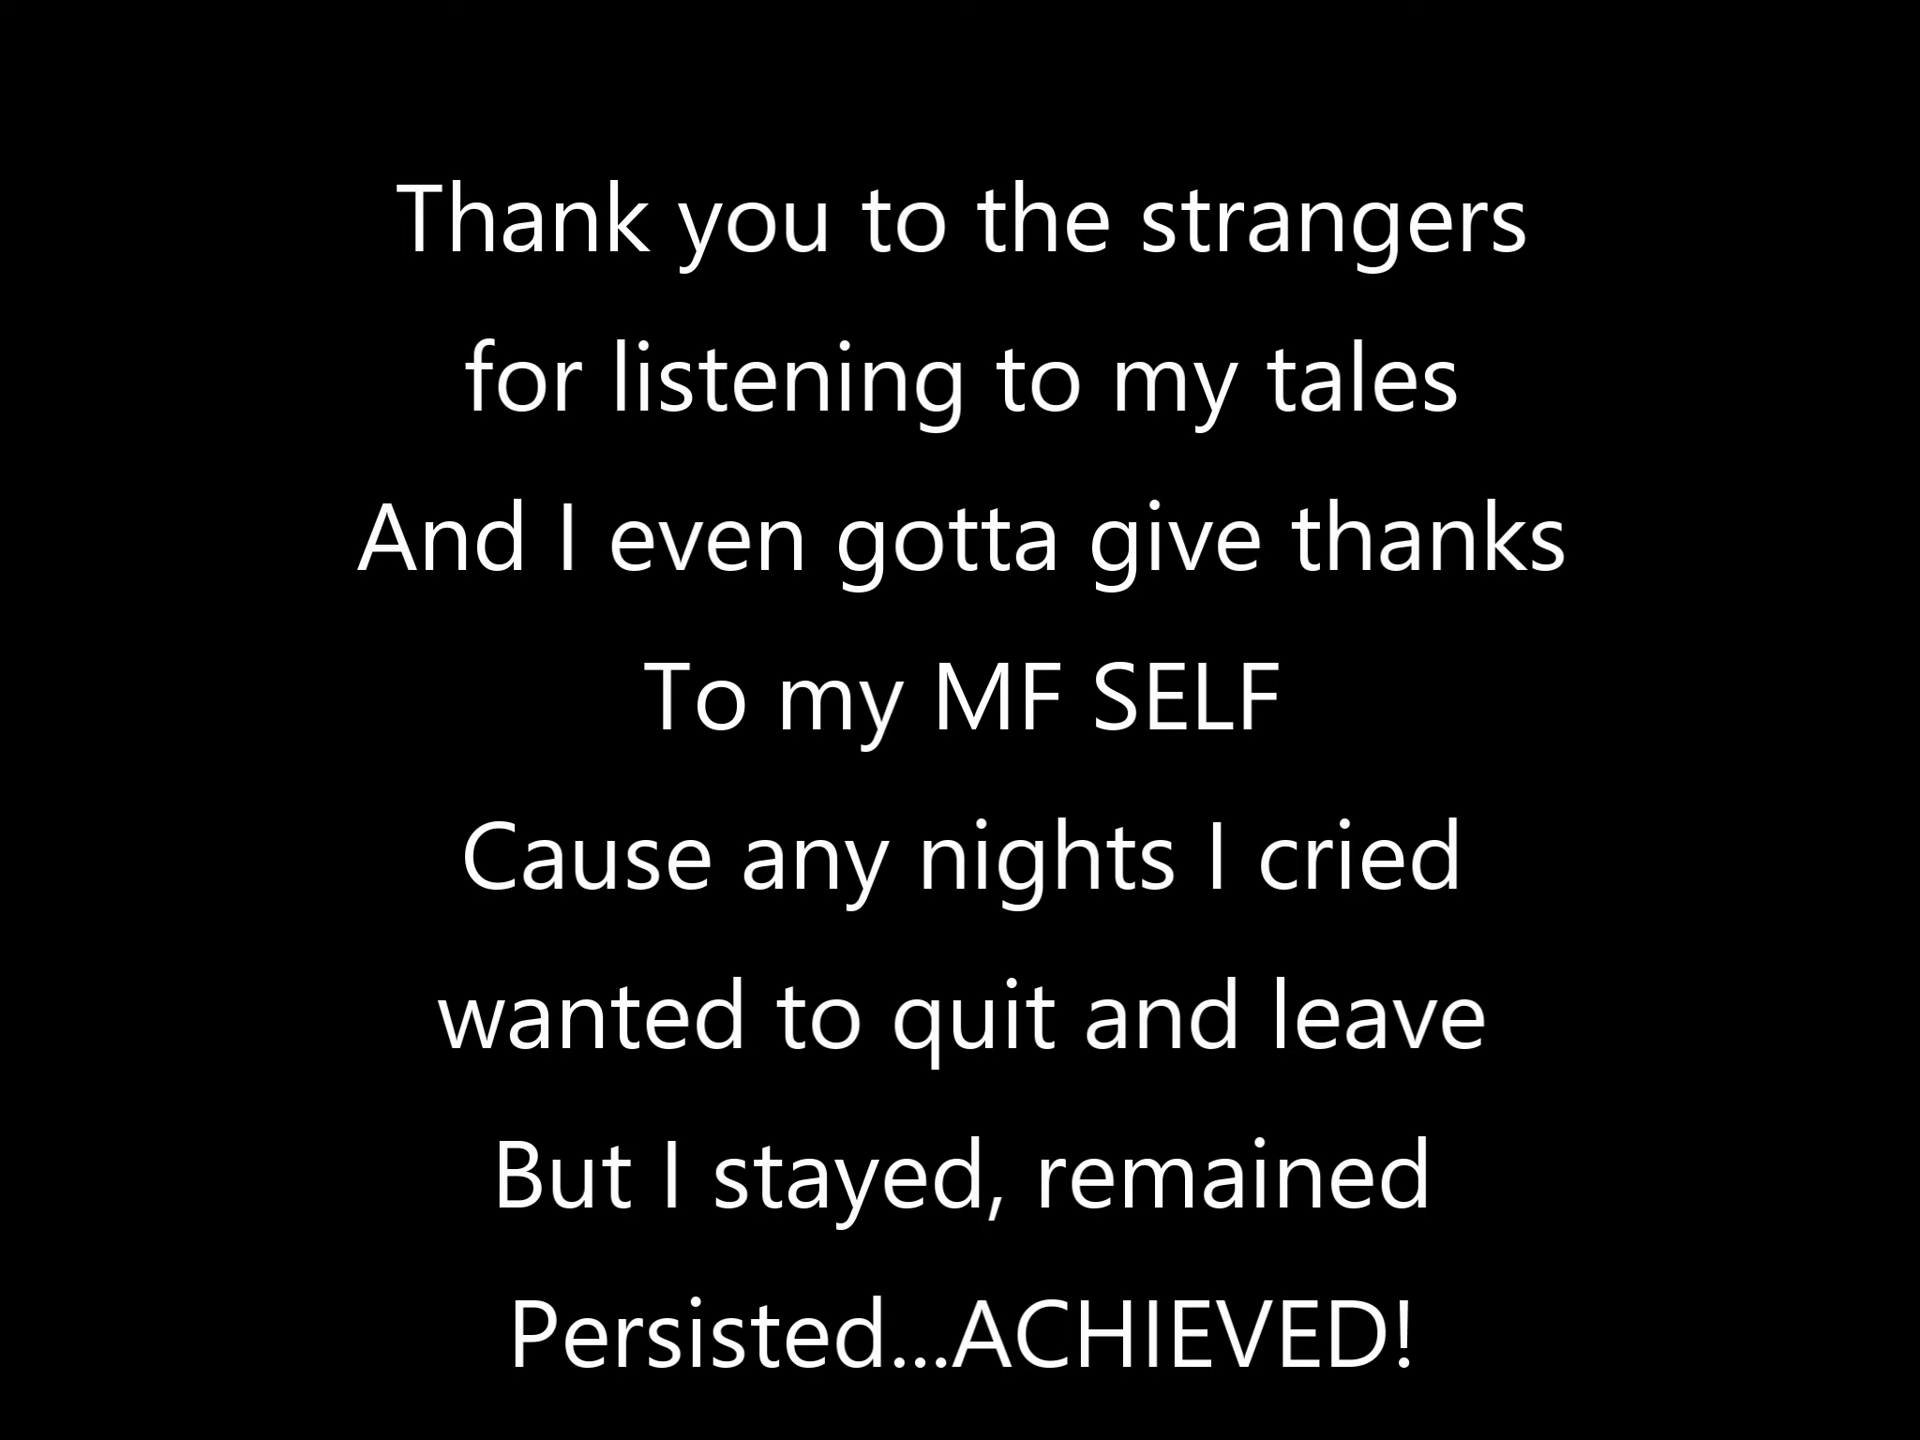 Thank you to the strangers
for listening to my tales
And I even gotta give thanks
To my MF SELF
Cause any nights I cried
wanted to quit and leave
But I stayed, remained
Persisted...ACHIEVED!